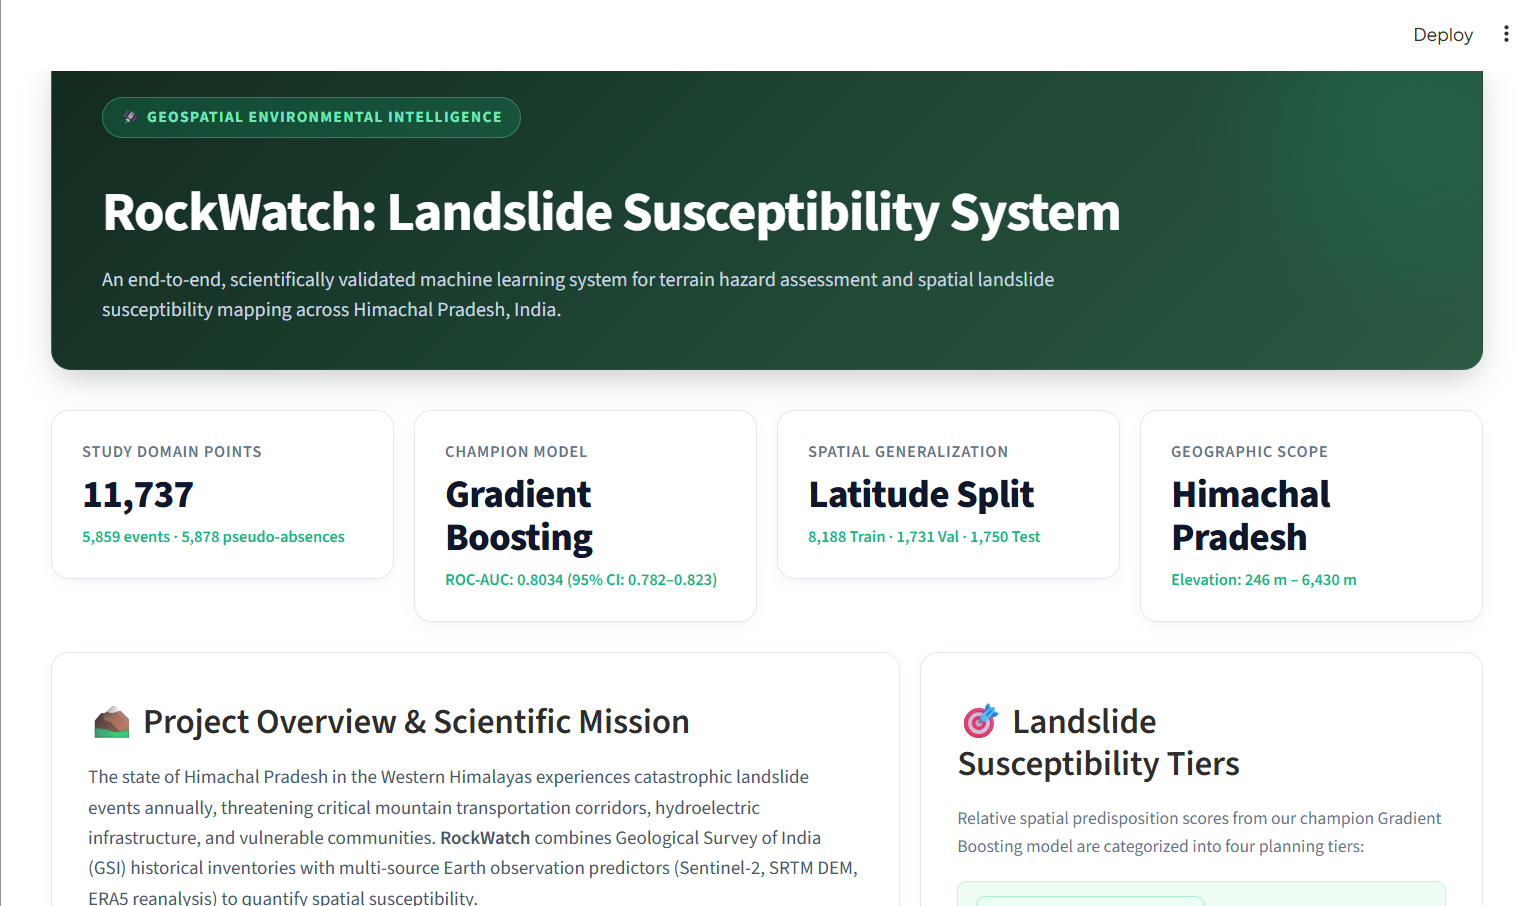 Deploy
GEOSPATIAL ENVIRONMENTAL INTELLIGENCE
RockWatch: Landslide Susceptibility System
An end-to-end, scientifically validated machine learning system for terrain hazard assessment and spatial landslide
susceptibility mapping across Himachal Pradesh, India.
STUDY DOMAIN POINTS
11,737
5,859 events · 5,878 pseudo-absences
CHAMPION MODEL
Gradient
Boosting
ROC-AUC: 0.8034 (95% CI: 0.782–0.823)
SPATIAL GENERALIZATION
Latitude Split
8,188 Train · 1,731 Val · 1,750 Test
GEOGRAPHIC SCOPE
Himachal
Pradesh
Elevation: 246 m – 6,430 m
Project Overview & Scientific Mission
The state of Himachal Pradesh in the Western Himalayas experiences catastrophic landslide
events annually, threatening critical mountain transportation corridors, hydroelectric
infrastructure, and vulnerable communities. RockWatch combines Geological Survey of India
(GSI) historical inventories with multi-source Earth observation predictors (Sentinel-2, SRTM DEM,
ERA5 reanalysis) to quantify spatial susceptibility.
Landslide
Susceptibility Tiers
Relative spatial predisposition scores from our champion Gradient
Boosting model are categorized into four planning tiers: